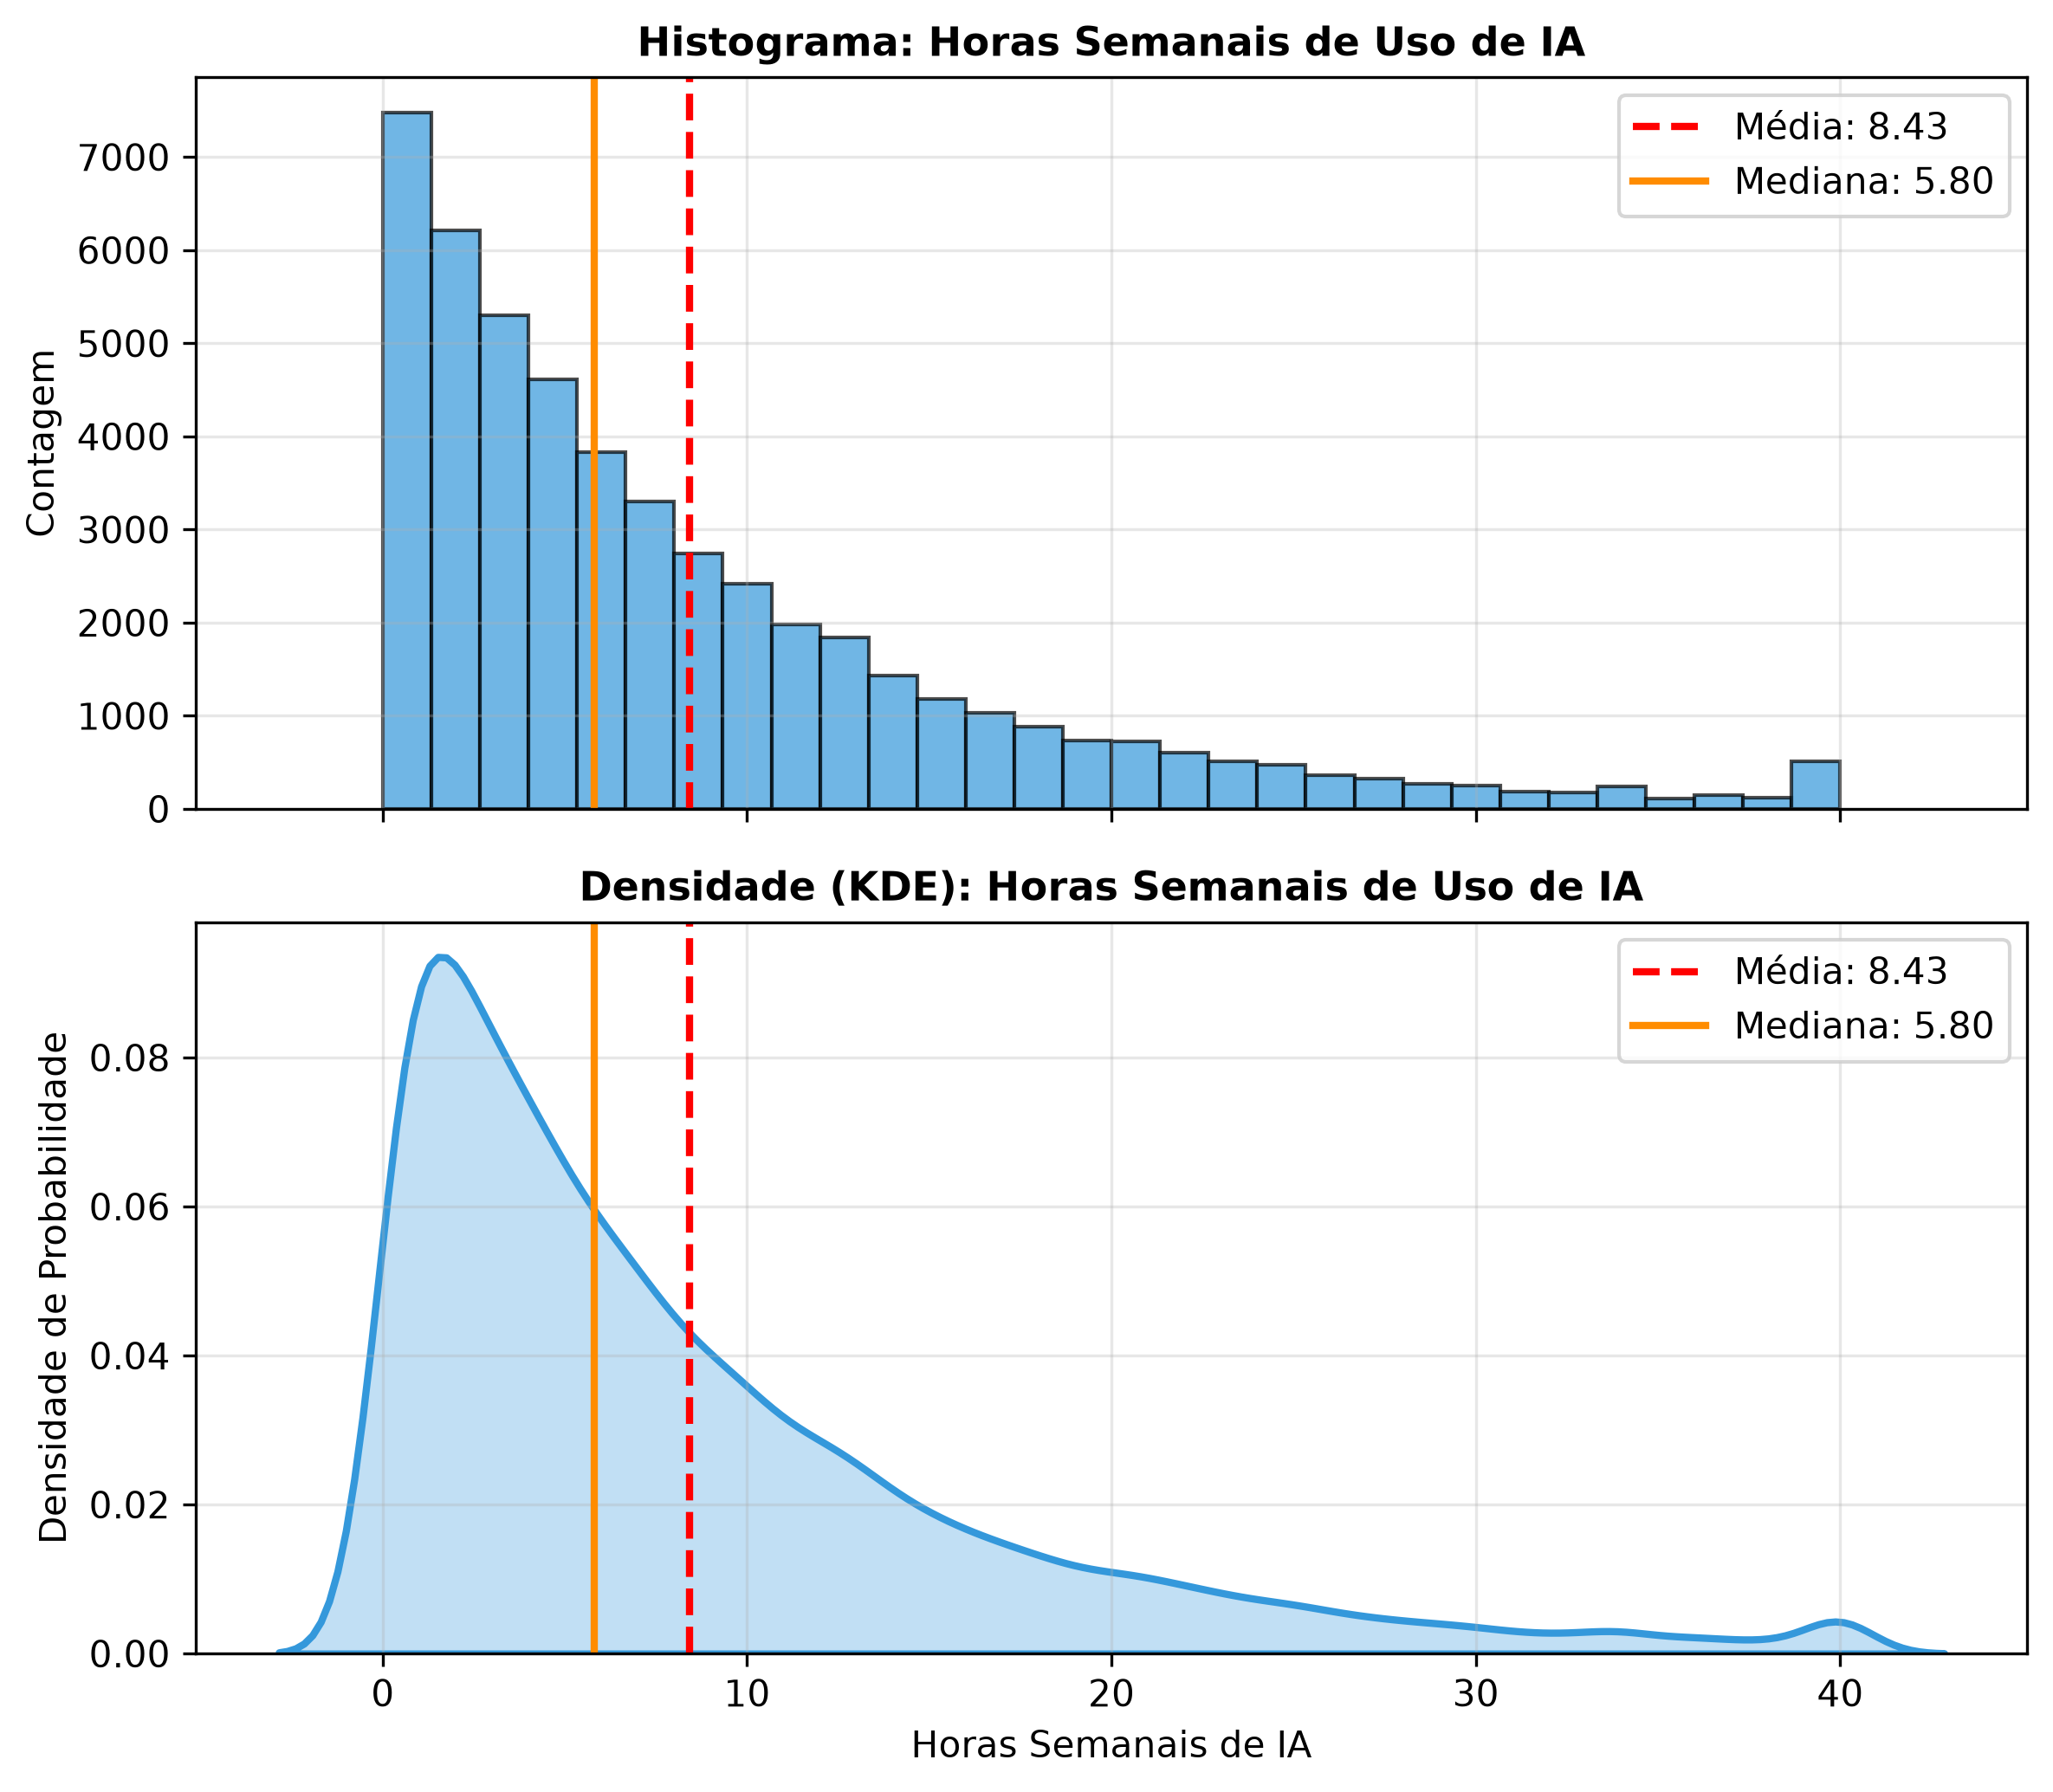 Histograma: Horas Semanais de Uso de IA
Média: 8.43
Mediana: 5.80
Contagem
7000
6000
5000
4000
3000
2000
1000
0
Densidade (KDE): Horas Semanais de Uso de IA
Média: 8.43
Mediana: 5.80
Densidade de Probabilidade
0.08
0.06
0.04
0.02
0.00
0 10 20 30 40
Horas Semanais de IA